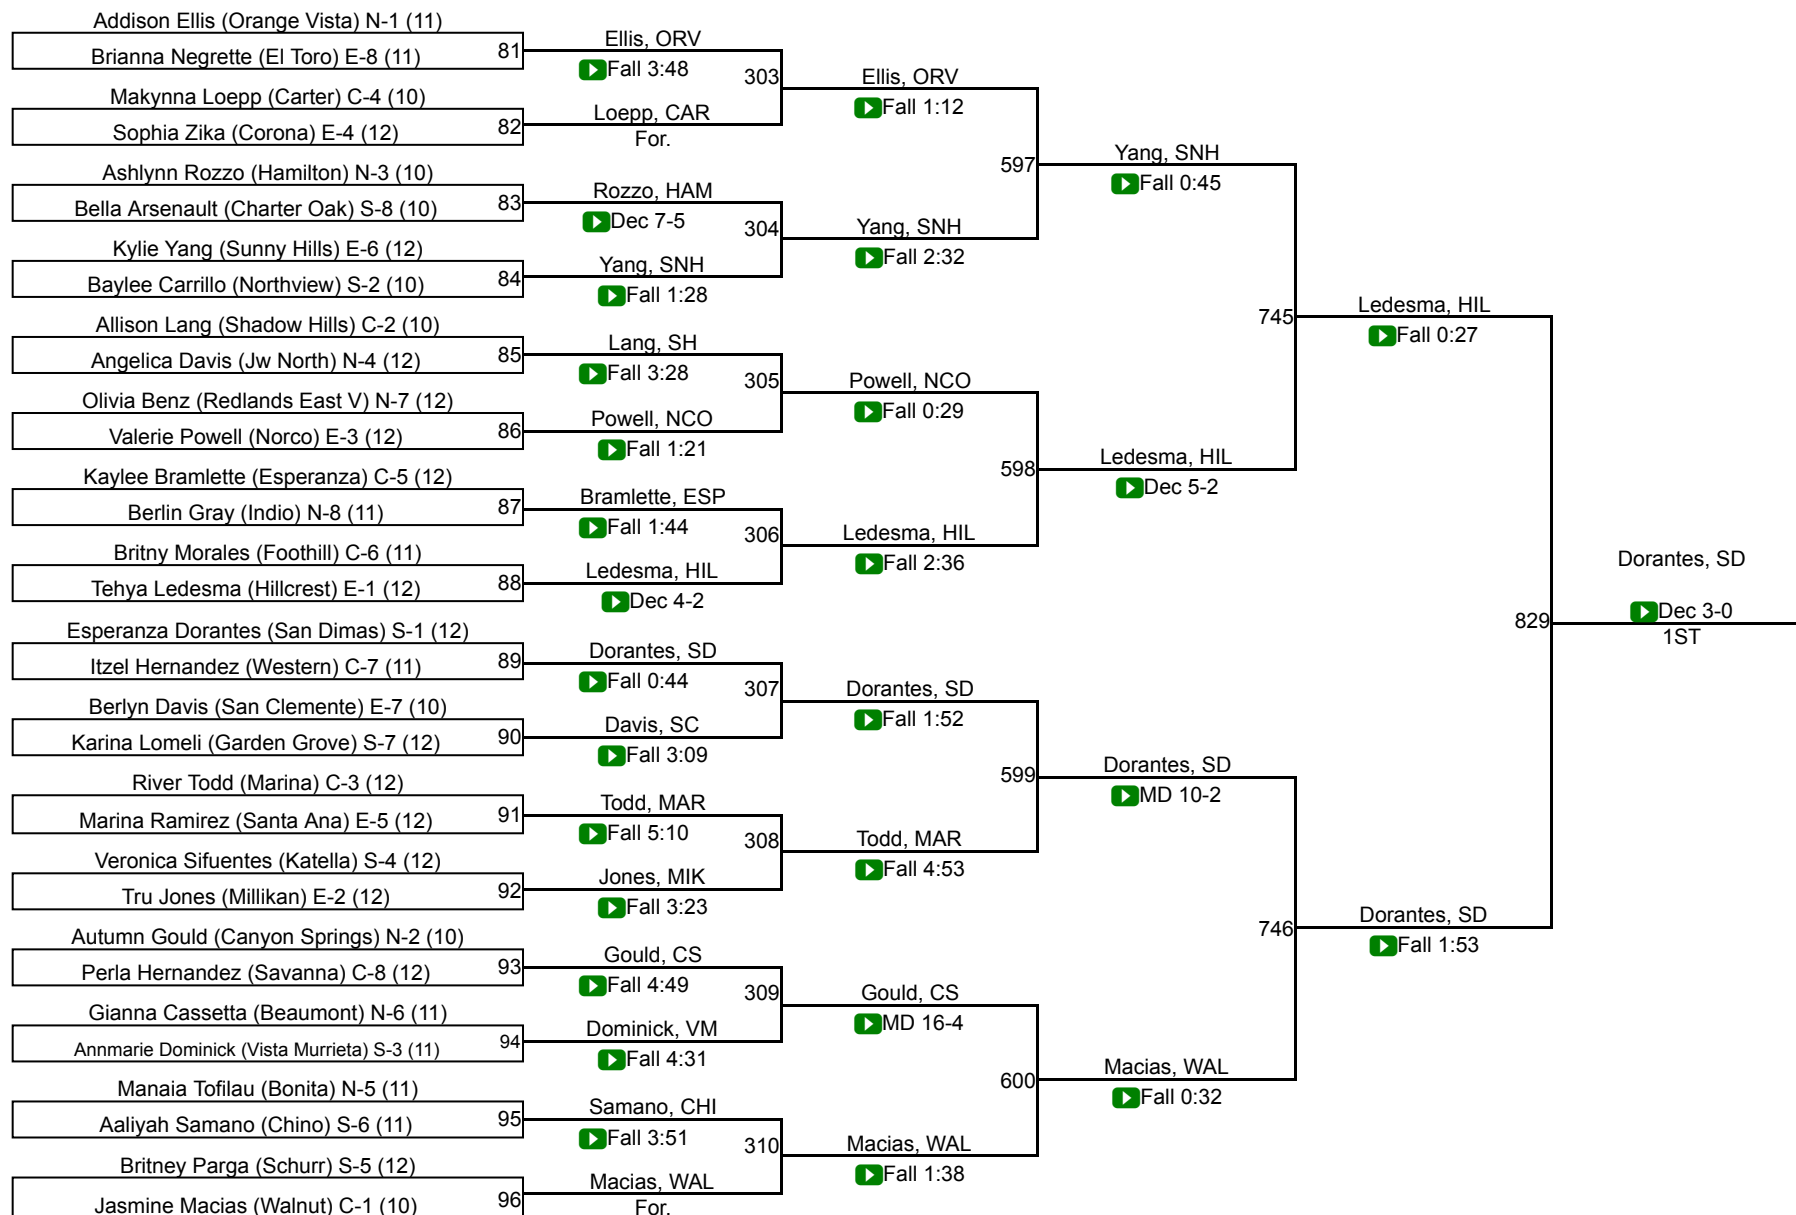 Addison Ellis (Orange Vista) N-1 (11)
Brianna Negrette (El Toro) E-8 (11)
81
Makynna Loepp (Carter) C-4 (10)
Sophia Zika (Corona) E-4 (12)
82
Ashlynn Rozzo (Hamilton) N-3 (10)
Bella Arsenault (Charter Oak) S-8 (10)
83
Kylie Yang (Sunny Hills) E-6 (12)
Baylee Carrillo (Northview) S-2 (10)
84
Allison Lang (Shadow Hills) C-2 (10)
Angelica Davis (Jw North) N-4 (12)
85
Olivia Benz (Redlands East V) N-7 (12)
Valerie Powell (Norco) E-3 (12)
86
Kaylee Bramlette (Esperanza) C-5 (12)
Berlin Gray (Indio) N-8 (11)
87
Britny Morales (Foothill) C-6 (11)
Tehya Ledesma (Hillcrest) E-1 (12)
88
Esperanza Dorantes (San Dimas) S-1 (12)
Itzel Hernandez (Western) C-7 (11)
89
Berlyn Davis (San Clemente) E-7 (10)
Karina Lomeli (Garden Grove) S-7 (12)
90
River Todd (Marina) C-3 (12)
Marina Ramirez (Santa Ana) E-5 (12)
91
Veronica Sifuentes (Katella) S-4 (12)
Tru Jones (Millikan) E-2 (12)
92
Autumn Gould (Canyon Springs) N-2 (10)
Perla Hernandez (Savanna) C-8 (12)
93
Gianna Cassetta (Beaumont) N-6 (11)
Annmarie Dominick (Vista Murrieta) S-3 (11)
94
Manaia Tofilau (Bonita) N-5 (11)
Aaliyah Samano (Chino) S-6 (11)
95
Britney Parga (Schurr) S-5 (12)
Jasmine Macias (Walnut) C-1 (10)
96
Ellis, ORV
Fall 3:48
303
Loepp, CAR
For.
Rozzo, HAM
Dec 7-5
304
Yang, SNH
Fall 1:28
Lang, SH
Fall 3:28
305
Powell, NCO
Fall 1:21
Bramlette, ESP
Fall 1:44
306
Ledesma, HIL
Dec 4-2
Dorantes, SD
Fall 0:44
307
Davis, SC
Fall 3:09
Todd, MAR
Fall 5:10
308
Jones, MIK
Fall 3:23
Gould, CS
Fall 4:49
309
Dominick, VM
Fall 4:31
Samano, CHI
Fall 3:51
310
Macias, WAL
For.
Ellis, ORV
Fall 1:12
597
Yang, SNH
Fall 2:32
Powell, NCO
Fall 0:29
598
Ledesma, HIL
Fall 2:36
Dorantes, SD
Fall 1:52
599
Todd, MAR
Fall 4:53
Gould, CS
MD 16-4
600
Macias, WAL
Fall 1:38
Yang, SNH
Fall 0:45
745
Ledesma, HIL
Dec 5-2
Dorantes, SD
MD 10-2
746
Macias, WAL
Fall 0:32
Ledesma, HIL
Fall 0:27
829
Dorantes, SD
Fall 1:53
Dorantes, SD
Dec 3-0
1ST